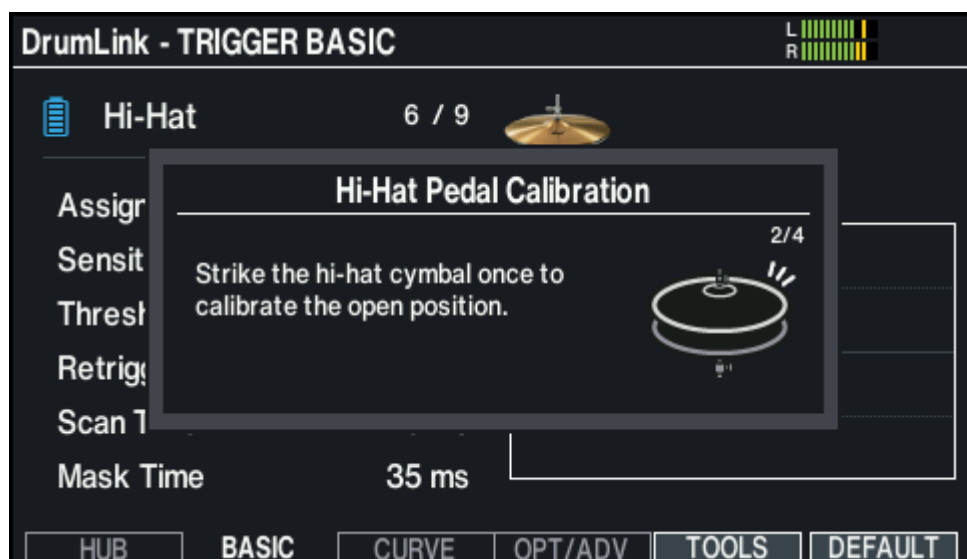 DrumLink - TRIGGER BASIC
L
R
Hi-Hat 6 / 9
Hi-Hat Pedal Calibration
2/4
Strike the hi-hat cymbal once to
calibrate the open position.
Mask Time 35 ms
HUB BASIC CURVE OPT/ADV TOOLS DEFAULT